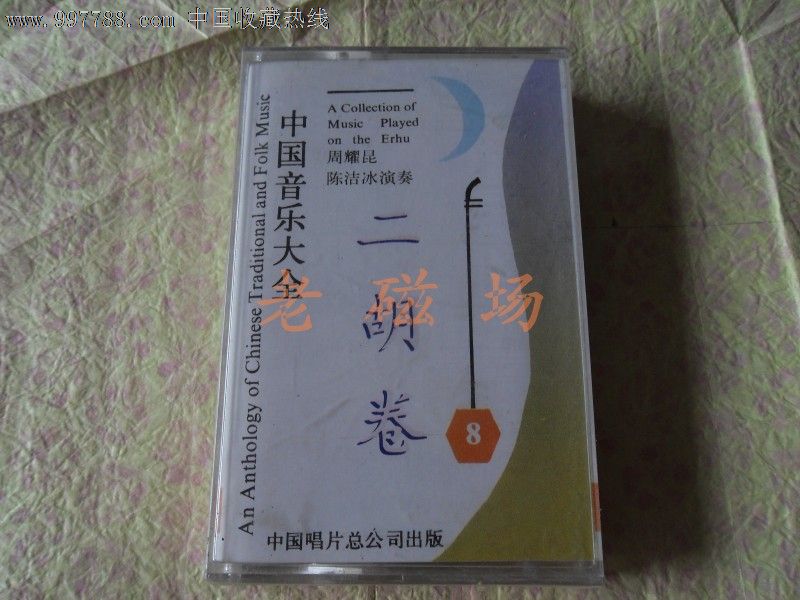 www.997788.com 中国收藏热线
中国音乐大全
An Anthology of Chinese Traditional and Folk Music
A Collection of
Music Played
on the Erhu
周耀昆
陈洁冰演奏
二胡卷
老磁场
8
中国唱片总公司出版